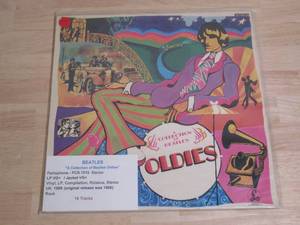 A COLLECTION
OF BEATLES
OLDIES
BEATLES
"A Collection of Beatles Oldies"
Parlophone - PCS 7016 Stereo
LP VG+ / Jacket VG+
Vinyl, LP, Compilation, Reissue, Stereo
UK 1969 (original release was 1966)
Rock
16 Tracks